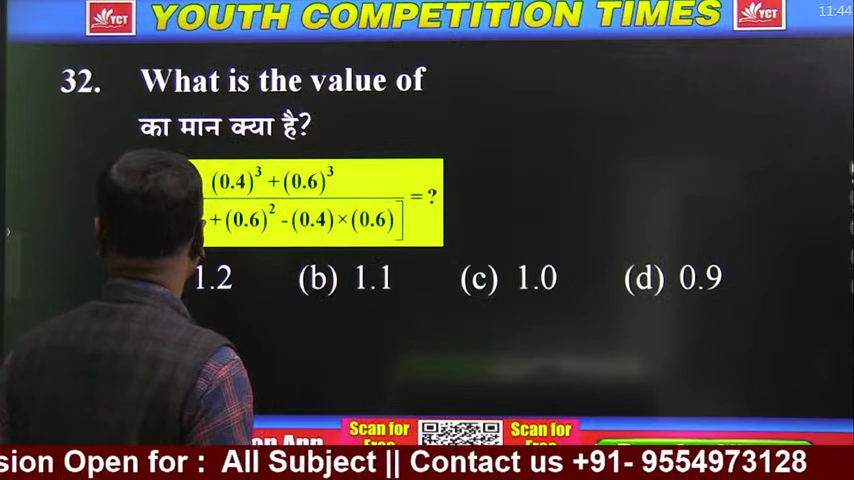 YCT YOUTH COMPETITION TIMES YCT
11:44
32. What is the value of
का मान क्या है?
(0.4)³ + (0.6)³
+ (0.6)² - (0.4) × (0.6)]
= ?
1.2 (b) 1.1 (c) 1.0 (d) 0.9
Scan for Scan for
Free Free
sion Open for : All Subject || Contact us +91- 9554973128